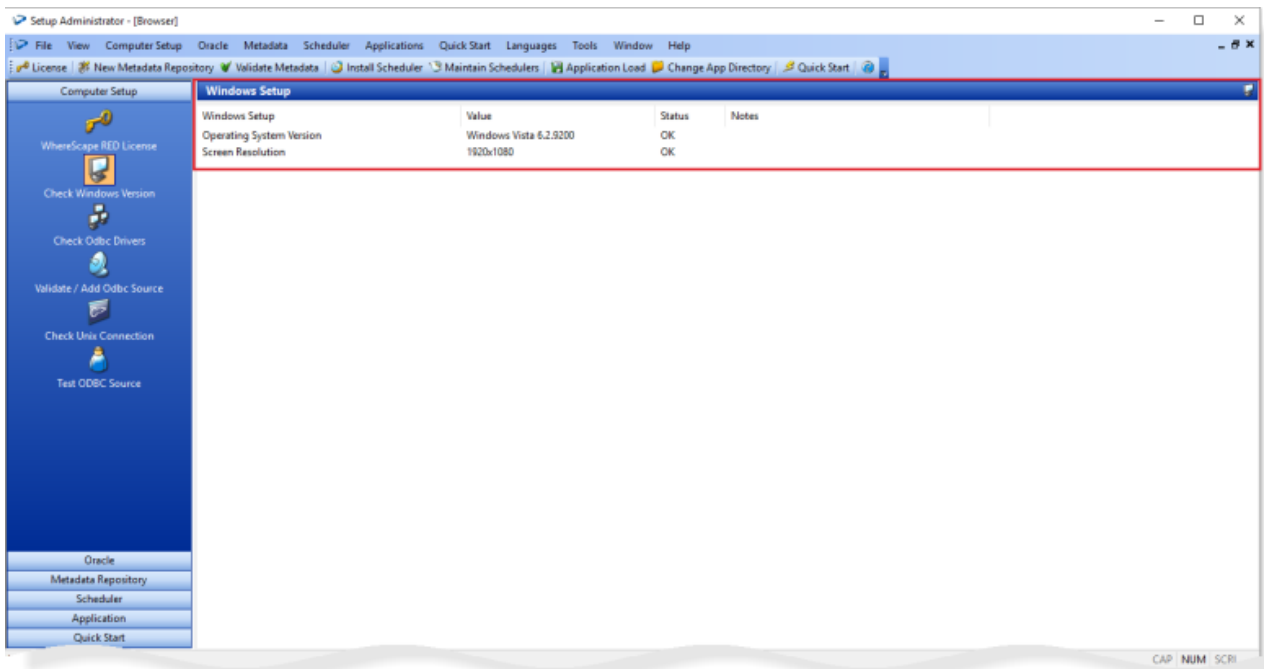 Setup Administrator - [Browser]
File View Computer Setup Oracle Metadata Scheduler Applications Quick Start Languages Tools Window Help
License New Metadata Repository Validate Metadata Install Scheduler Maintain Schedulers Application Load Change App Directory Quick Start
Computer Setup
WhereScape RED License
Check Windows Version
Check Odbc Drivers
Validate / Add Odbc Source
Check Unix Connection
Test ODBC Source
Oracle
Metadata Repository
Scheduler
Application
Quick Start
Windows Setup
Windows Setup Value Status Notes
Operating System Version Windows Vista 6.2.9200 OK
Screen Resolution 1920x1080 OK
CAP NUM SCRI